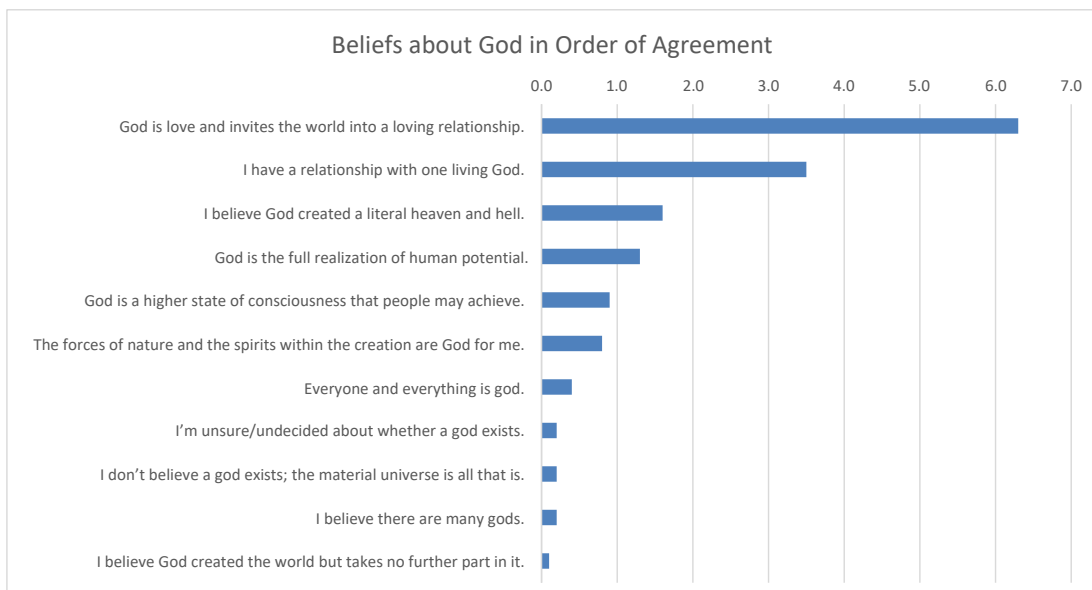 Beliefs about God in Order of Agreement
0.0 1.0 2.0 3.0 4.0 5.0 6.0 7.0
God is love and invites the world into a loving relationship.
I have a relationship with one living God.
I believe God created a literal heaven and hell.
God is the full realization of human potential.
God is a higher state of consciousness that people may achieve.
The forces of nature and the spirits within the creation are God for me.
Everyone and everything is god.
I’m unsure/undecided about whether a god exists.
I don’t believe a god exists; the material universe is all that is.
I believe there are many gods.
I believe God created the world but takes no further part in it.